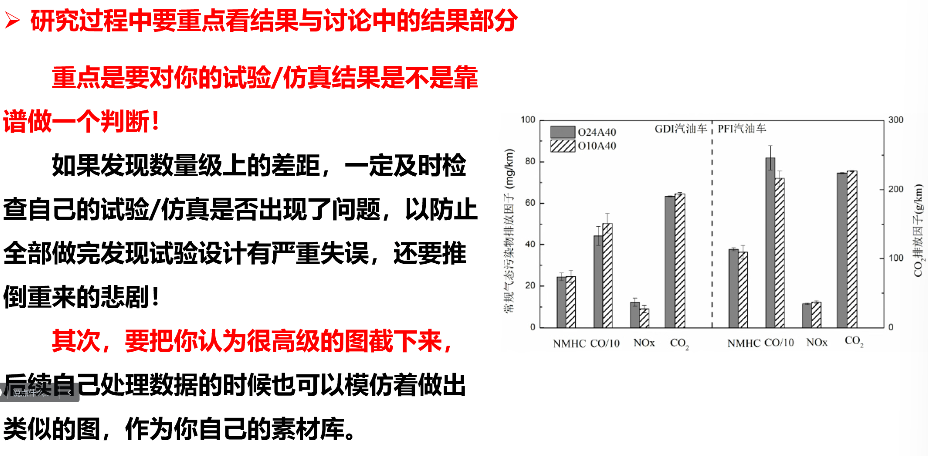 ➢ 研究过程中要重点看结果与讨论中的结果部分
重点是要对你的试验/仿真结果是不是靠
谱做一个判断！
如果发现数量级上的差距，一定及时检
查自己的试验/仿真是否出现了问题，以防止
全部做完发现试验设计有严重失误，还要推
倒重来的悲剧！
其次，要把你认为很高级的图截下来，
后续自己处理数据的时候也可以模仿着做出
类似的图，作为你自己的素材库。
O24A40
O10A40
GDI汽油车
PFI汽油车
常规气态污染物排放因子 (mg/km)
100
80
60
40
20
0
CO2排放因子(g/km)
300
200
100
0
NMHC CO/10 NOx CO2 NMHC CO/10 NOx CO2